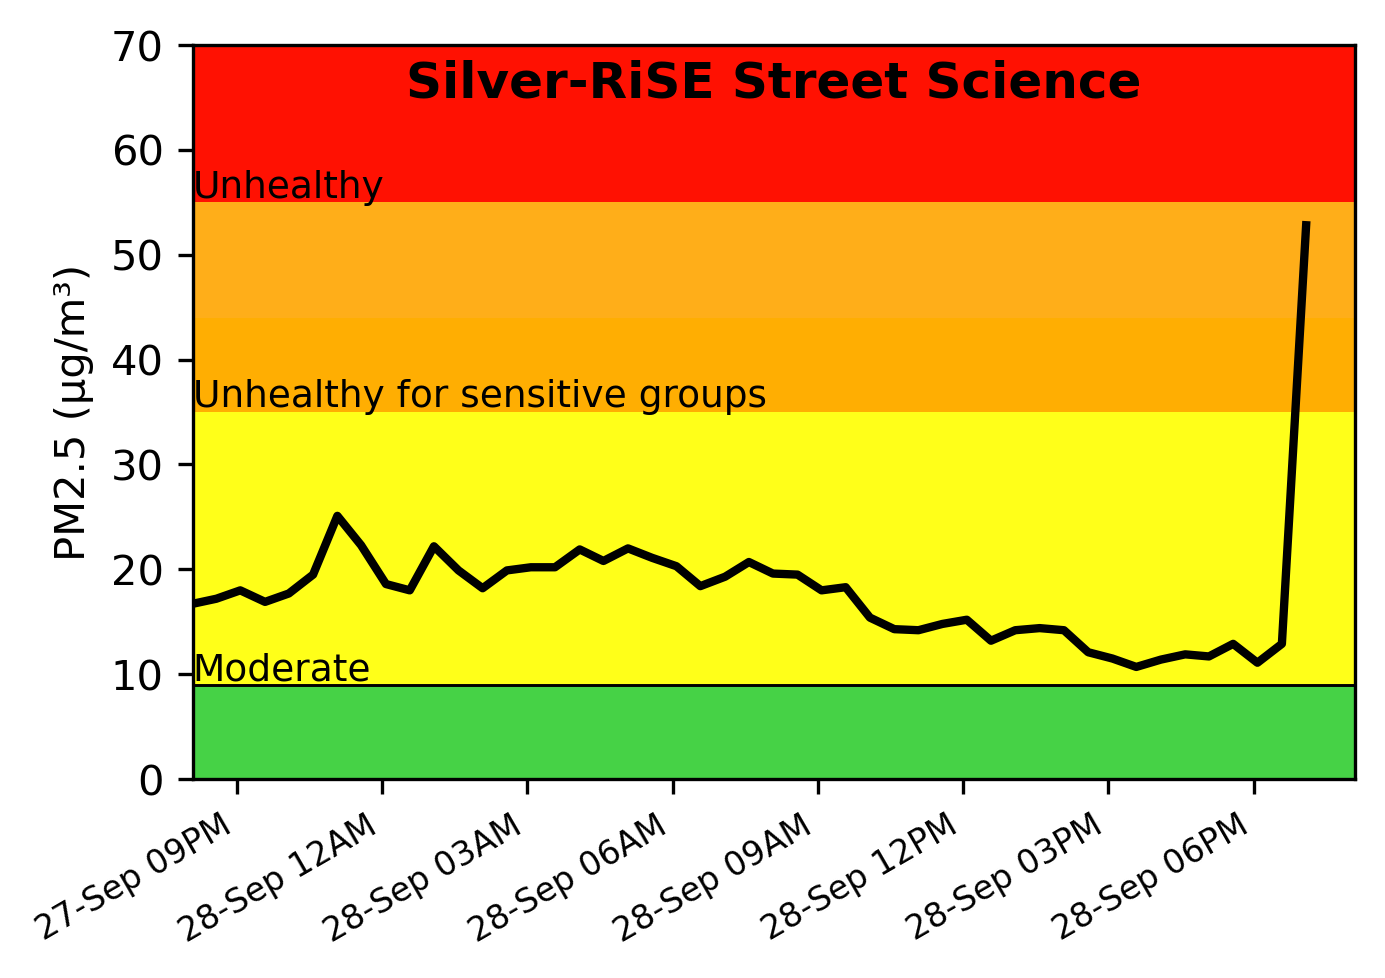 Silver-RiSE Street Science
70
60
50
40
30
20
10
0
PM2.5 (µg/m³)
Unhealthy
Unhealthy for sensitive groups
Moderate
27-Sep 09PM
28-Sep 12AM
28-Sep 03AM
28-Sep 06AM
28-Sep 09AM
28-Sep 12PM
28-Sep 03PM
28-Sep 06PM